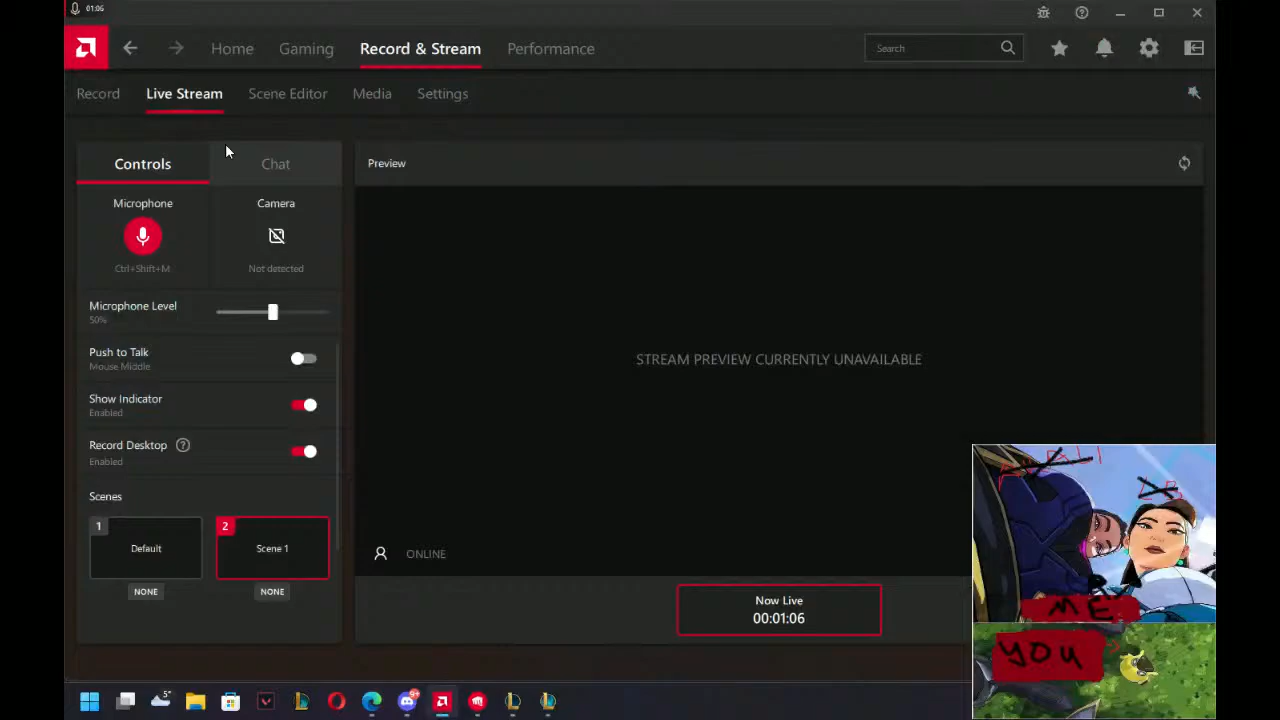 01:06
Home Gaming Record & Stream Performance Search
Record Live Stream Scene Editor Media Settings
Controls Chat Preview
Microphone Camera
Ctrl+Shift+M Not detected
Microphone Level
50%
Push to Talk
Mouse Middle
STREAM PREVIEW CURRENTLY UNAVAILABLE
Show Indicator
Enabled
Record Desktop ?
Enabled
Scenes
1 Default 2 Scene 1
NONE NONE
ONLINE
Now Live
00:01:06
ME
YOU
5°
9+